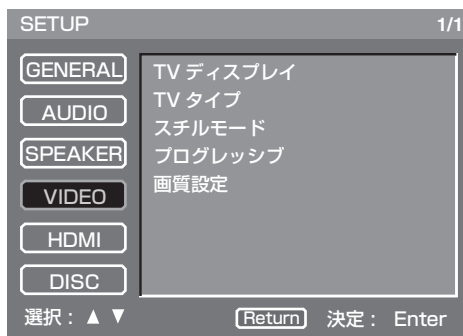 SETUP 1/1
GENERAL
AUDIO
SPEAKER
VIDEO
HDMI
DISC
TV ディスプレイ
TV タイプ
スチルモード
プログレッシブ
画質設定
選択：▲ ▼ Return 決定： Enter